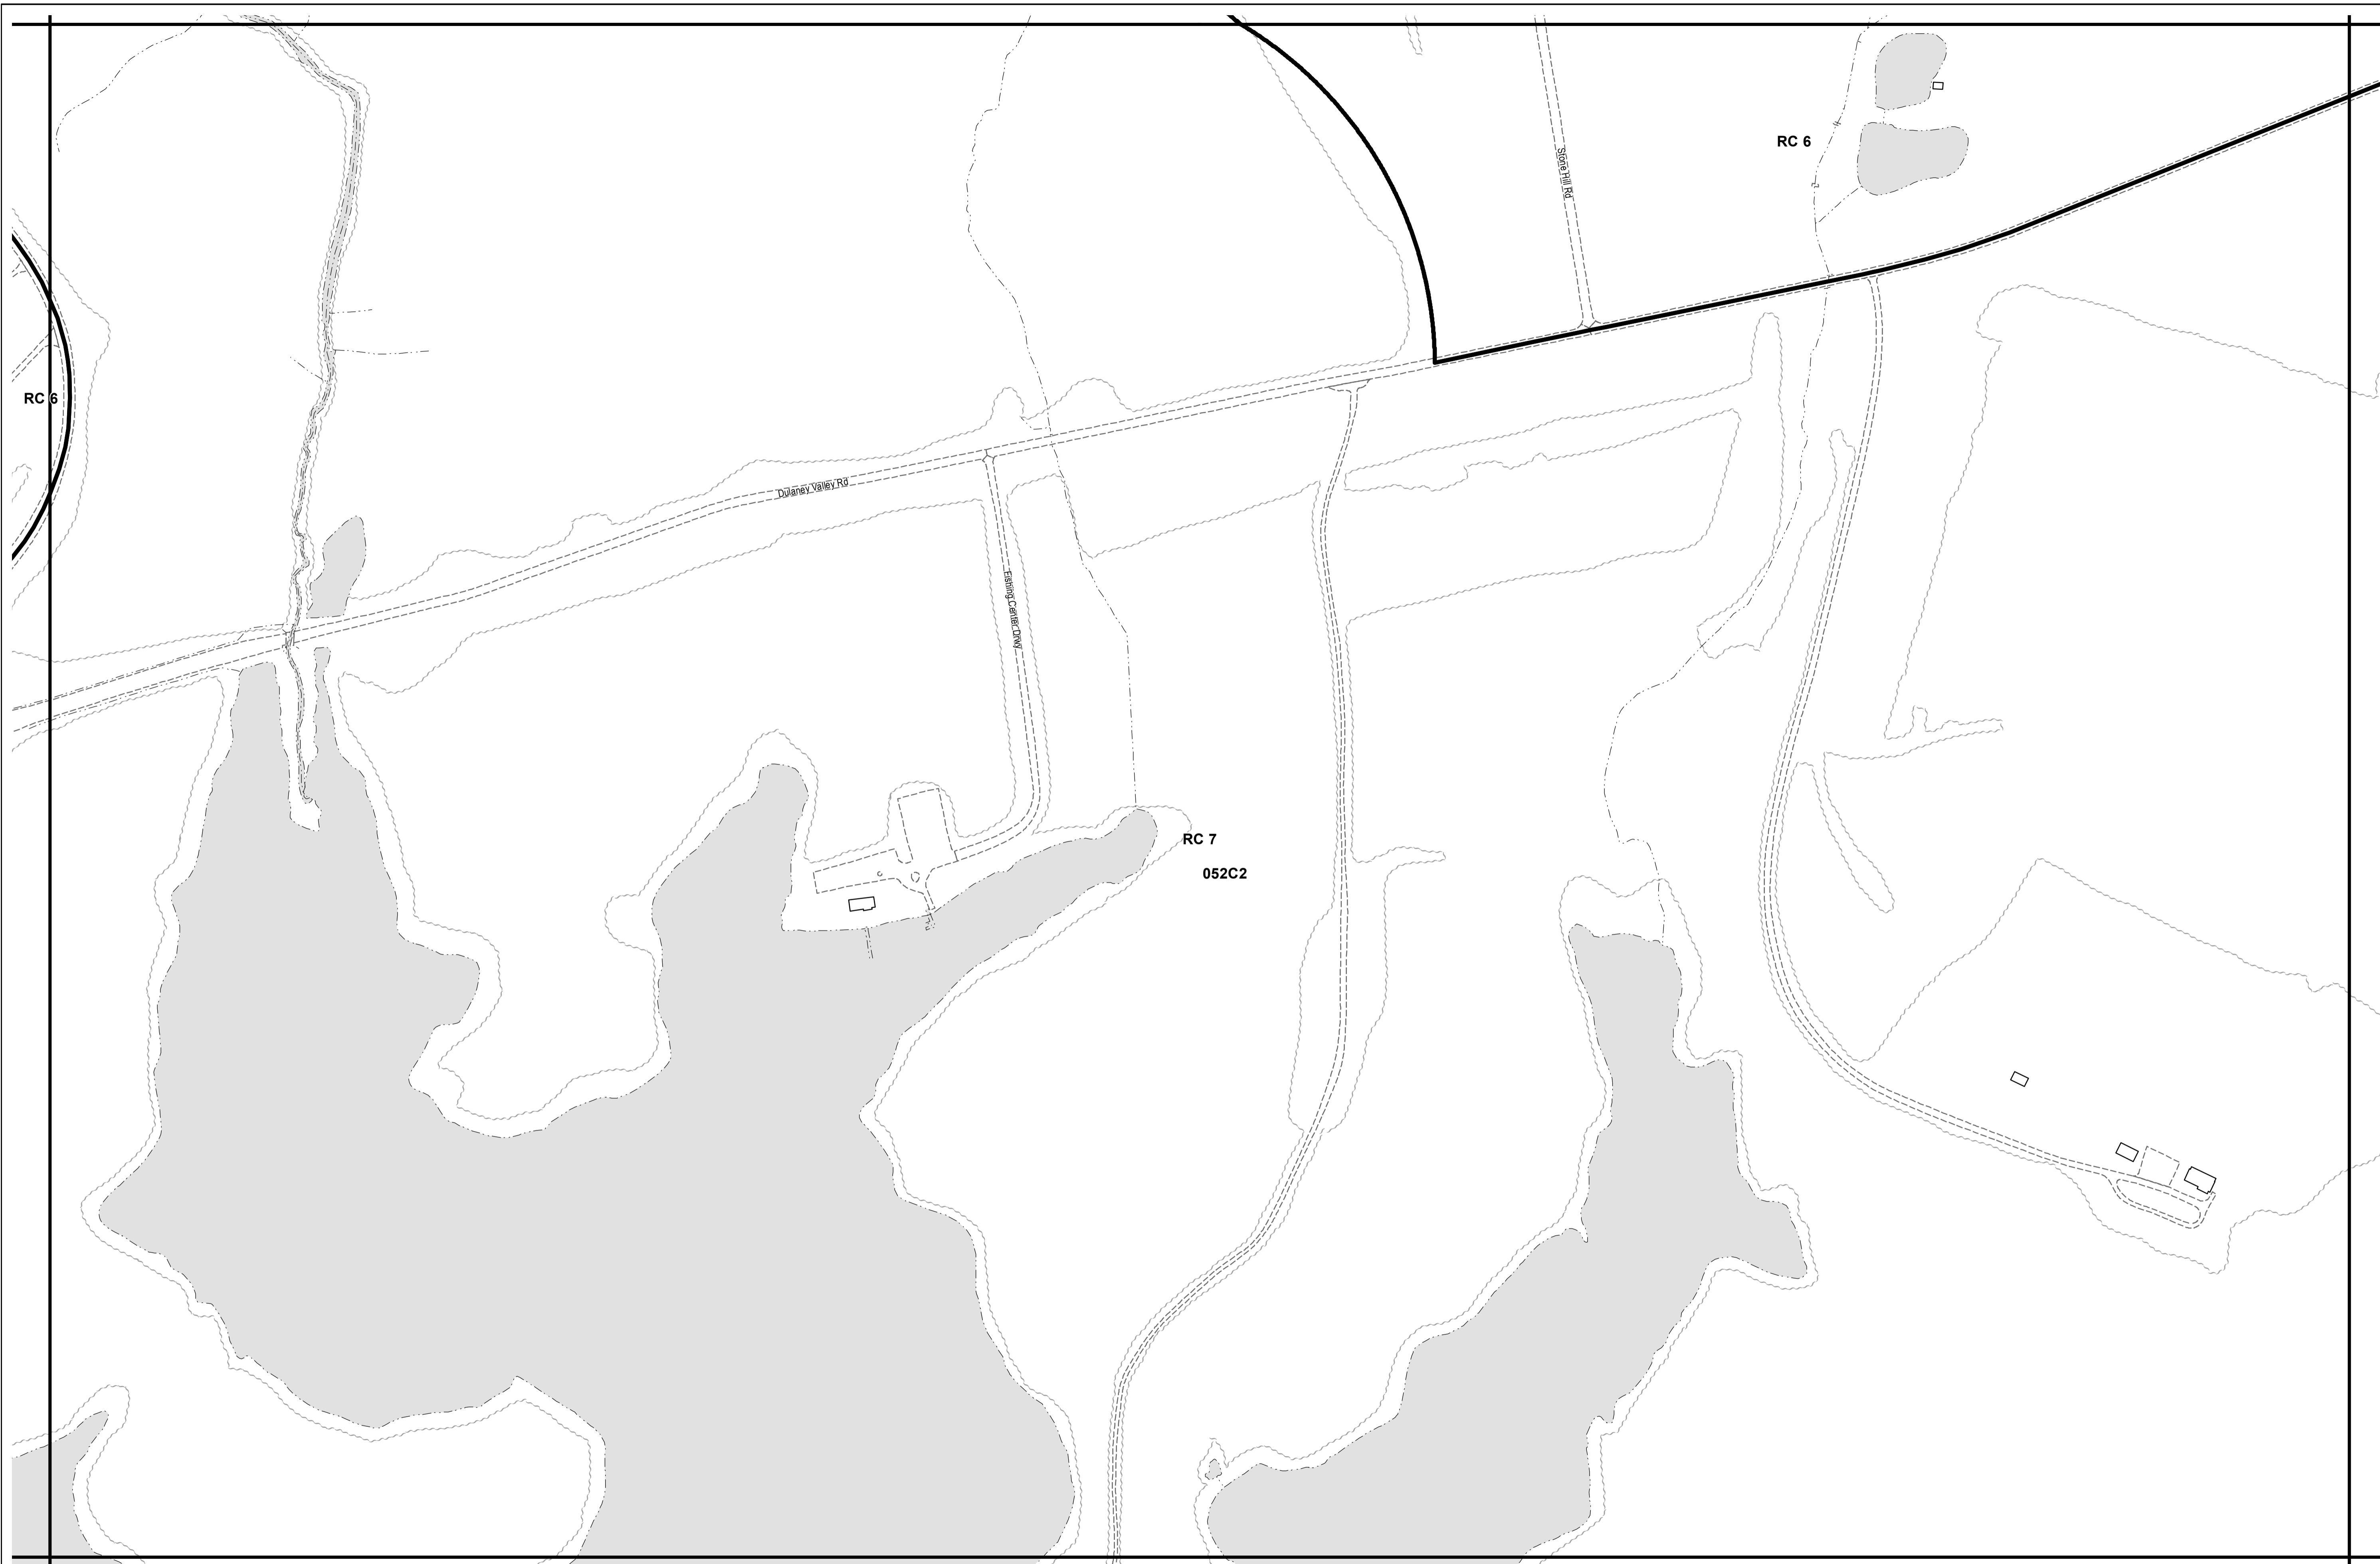 RC 6
Stone Hill Rd
RC 6
Dulaney Valley Rd
Fishing Center Drwy
RC 7
052C2